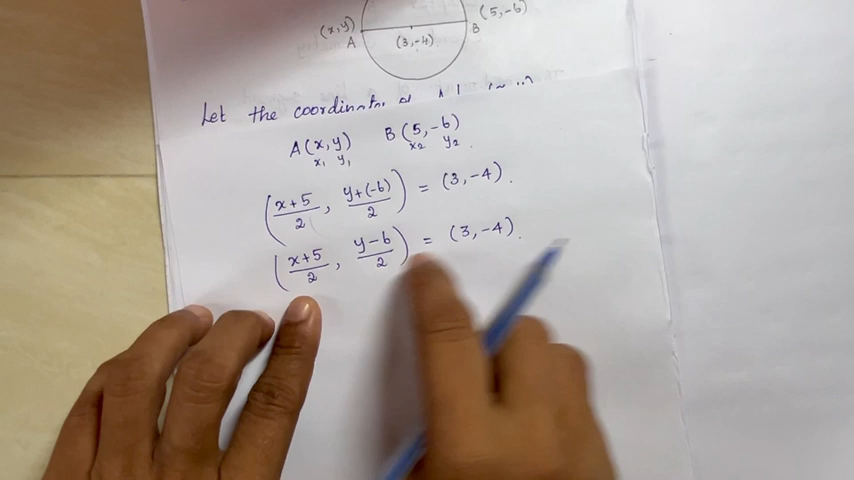 (x,y)
A
(3,-4)
B
(5,-6)
Let the coordinates
A(x,y) B(5,-6)
x₁ y₁ x₂ y₂
(x+5/2, y+(-6)/2) = (3,-4).
(x+5/2, y-6/2) = (3,-4).